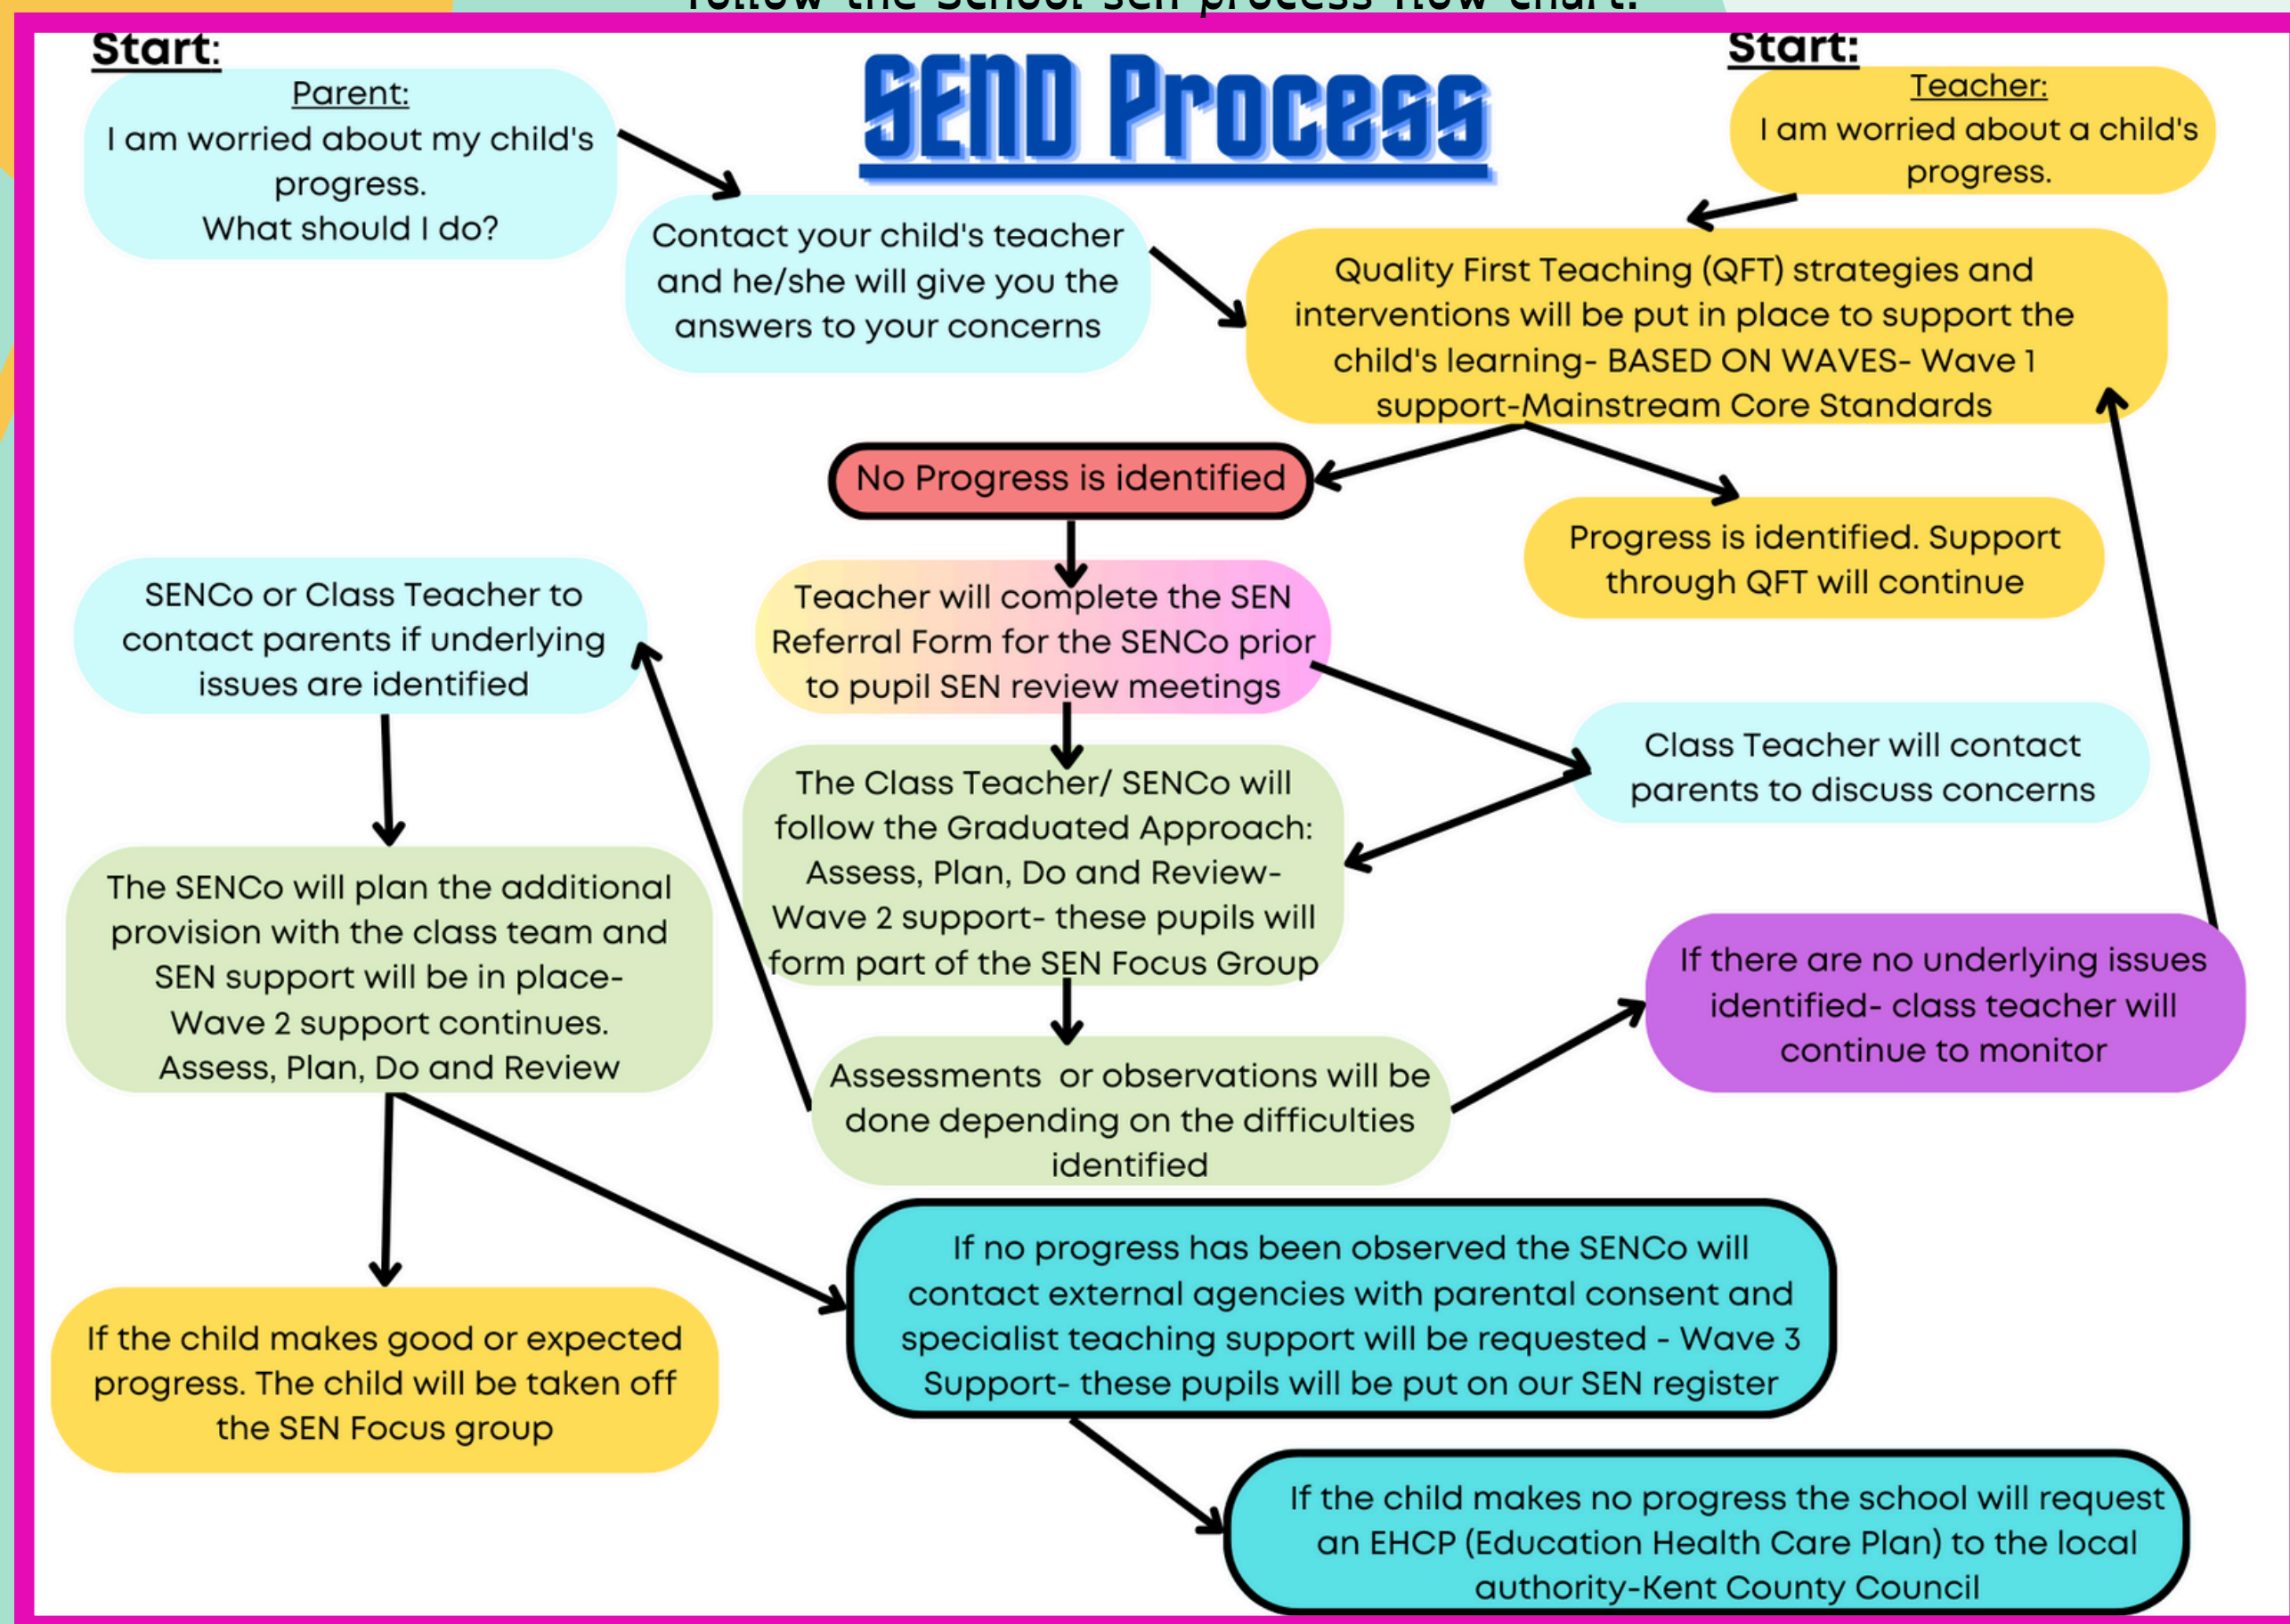 follow the School sen process flow chart:
Start:
Start:
SEND Process
Parent:
I am worried about my child's
progress.
What should I do?
Teacher:
I am worried about a child's
progress.
Contact your child's teacher
and he/she will give you the
answers to your concerns
Quality First Teaching (QFT) strategies and
interventions will be put in place to support the
child's learning- BASED ON WAVES- Wave 1
support-Mainstream Core Standards
No Progress is identified
Progress is identified. Support
through QFT will continue
Teacher will complete the SEN
Referral Form for the SENCo prior
to pupil SEN review meetings
SENCo or Class Teacher to
contact parents if underlying
issues are identified
Class Teacher will contact
parents to discuss concerns
The Class Teacher/ SENCo will
follow the Graduated Approach:
Assess, Plan, Do and Review-
Wave 2 support- these pupils will
form part of the SEN Focus Group
The SENCo will plan the additional
provision with the class team and
SEN support will be in place-
Wave 2 support continues.
Assess, Plan, Do and Review
If there are no underlying issues
identified- class teacher will
continue to monitor
Assessments or observations will be
done depending on the difficulties
identified
If no progress has been observed the SENCo will
contact external agencies with parental consent and
specialist teaching support will be requested - Wave 3
Support- these pupils will be put on our SEN register
If the child makes good or expected
progress. The child will be taken off
the SEN Focus group
If the child makes no progress the school will request
an EHCP (Education Health Care Plan) to the local
authority-Kent County Council